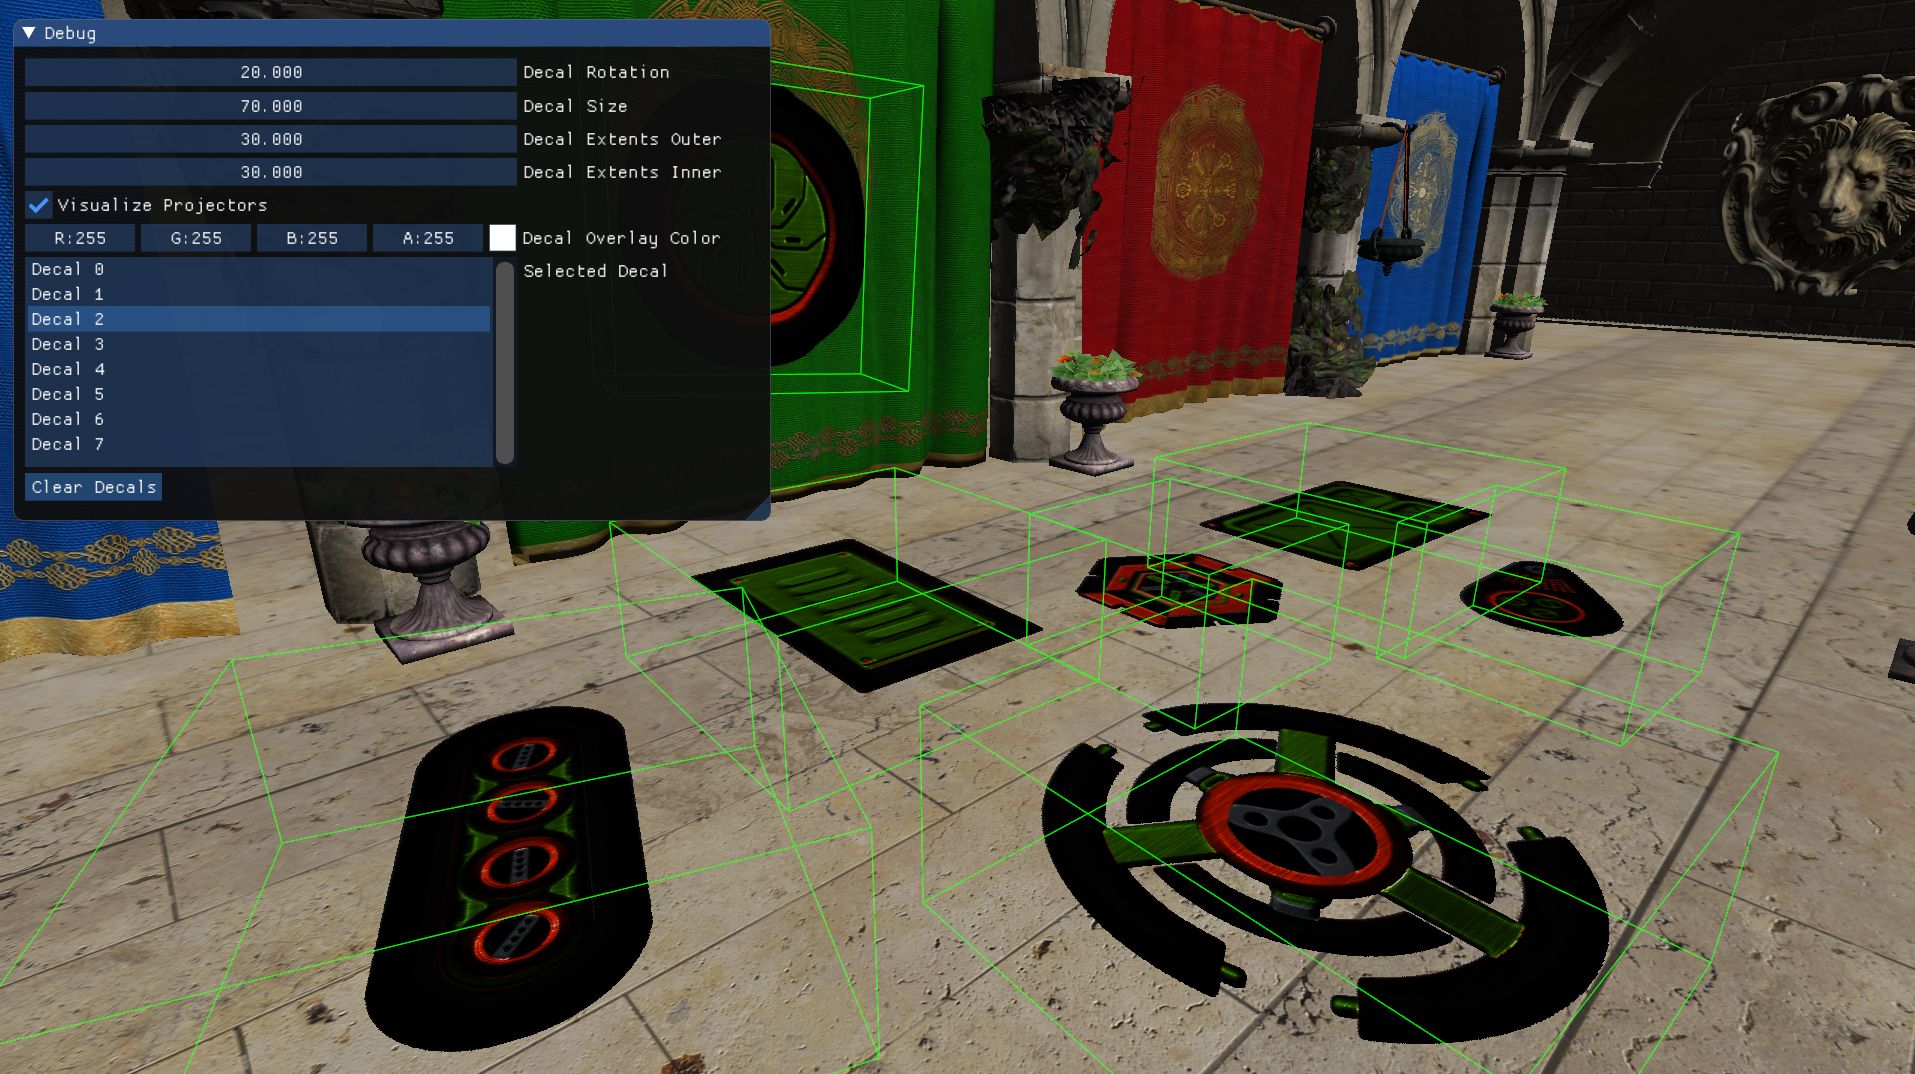 Debug
20.000 Decal Rotation
70.000 Decal Size
30.000 Decal Extents Outer
30.000 Decal Extents Inner
Visualize Projectors
R:255 G:255 B:255 A:255 Decal Overlay Color
Decal 0 Selected Decal
Decal 1
Decal 2
Decal 3
Decal 4
Decal 5
Decal 6
Decal 7
Clear Decals